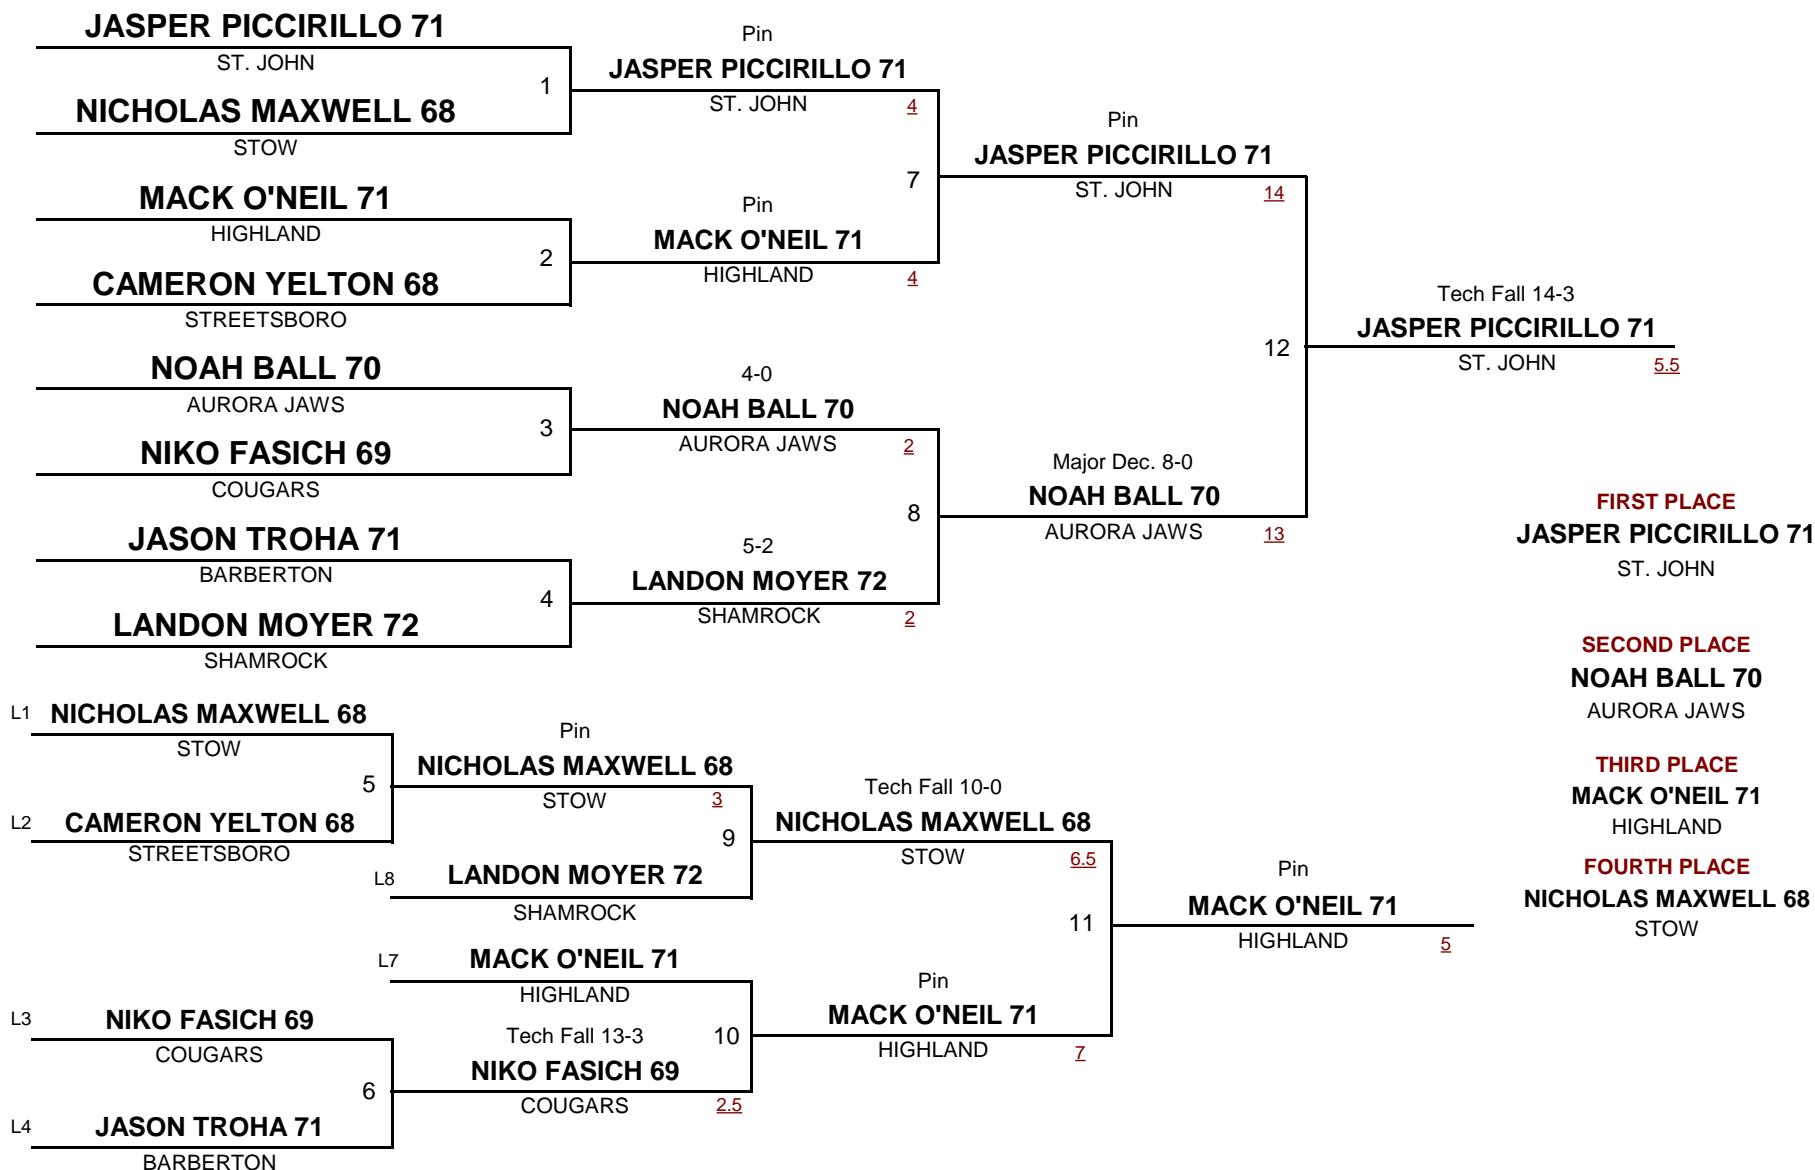 JASPER PICCIRILLO 71
ST. JOHN
1
NICHOLAS MAXWELL 68
STOW
MACK O'NEIL 71
HIGHLAND
2
CAMERON YELTON 68
STREETSBORO
NOAH BALL 70
AURORA JAWS
3
NIKO FASICH 69
COUGARS
JASON TROHA 71
BARBERTON
4
LANDON MOYER 72
SHAMROCK
Pin
JASPER PICCIRILLO 71
ST. JOHN 4
7
Pin
MACK O'NEIL 71
HIGHLAND 4
4-0
NOAH BALL 70
AURORA JAWS 2
8
5-2
LANDON MOYER 72
SHAMROCK 2
Pin
JASPER PICCIRILLO 71
ST. JOHN 14
12
Major Dec. 8-0
NOAH BALL 70
AURORA JAWS 13
Tech Fall 14-3
JASPER PICCIRILLO 71
ST. JOHN 5.5
FIRST PLACE
JASPER PICCIRILLO 71
ST. JOHN
SECOND PLACE
NOAH BALL 70
AURORA JAWS
THIRD PLACE
MACK O'NEIL 71
HIGHLAND
FOURTH PLACE
NICHOLAS MAXWELL 68
STOW
L1 NICHOLAS MAXWELL 68
STOW
5
L2 CAMERON YELTON 68
STREETSBORO
L3 NIKO FASICH 69
COUGARS
6
L4 JASON TROHA 71
BARBERTON
Pin
NICHOLAS MAXWELL 68
STOW 3
9
L8 LANDON MOYER 72
SHAMROCK
L7 MACK O'NEIL 71
HIGHLAND
Tech Fall 13-3 10
NIKO FASICH 69
COUGARS 2.5
Tech Fall 10-0
NICHOLAS MAXWELL 68
STOW 6.5
11
Pin
MACK O'NEIL 71
HIGHLAND 7
Pin
MACK O'NEIL 71
HIGHLAND 5